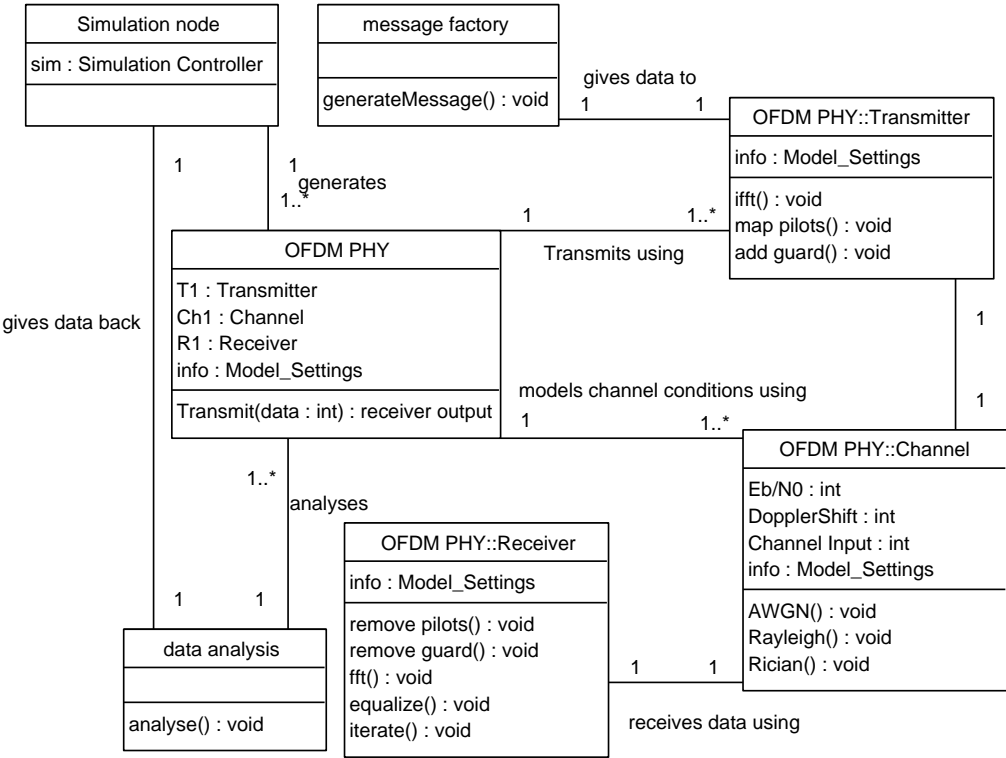 Simulation node
sim : Simulation Controller
message factory
generateMessage() : void
gives data to
1
1
OFDM PHY::Transmitter
info : Model_Settings
ifft() : void
map pilots() : void
add guard() : void
1
1
generates
1..*
1
1..*
Transmits using
OFDM PHY
T1 : Transmitter
Ch1 : Channel
R1 : Receiver
info : Model_Settings
Transmit(data : int) : receiver output
gives data back
1
1
models channel conditions using
1
1..*
OFDM PHY::Channel
Eb/N0 : int
DopplerShift : int
Channel Input : int
info : Model_Settings
AWGN() : void
Rayleigh() : void
Rician() : void
1..*
analyses
1
1
data analysis
analyse() : void
OFDM PHY::Receiver
info : Model_Settings
remove pilots() : void
remove guard() : void
fft() : void
equalize() : void
iterate() : void
1
1
receives data using